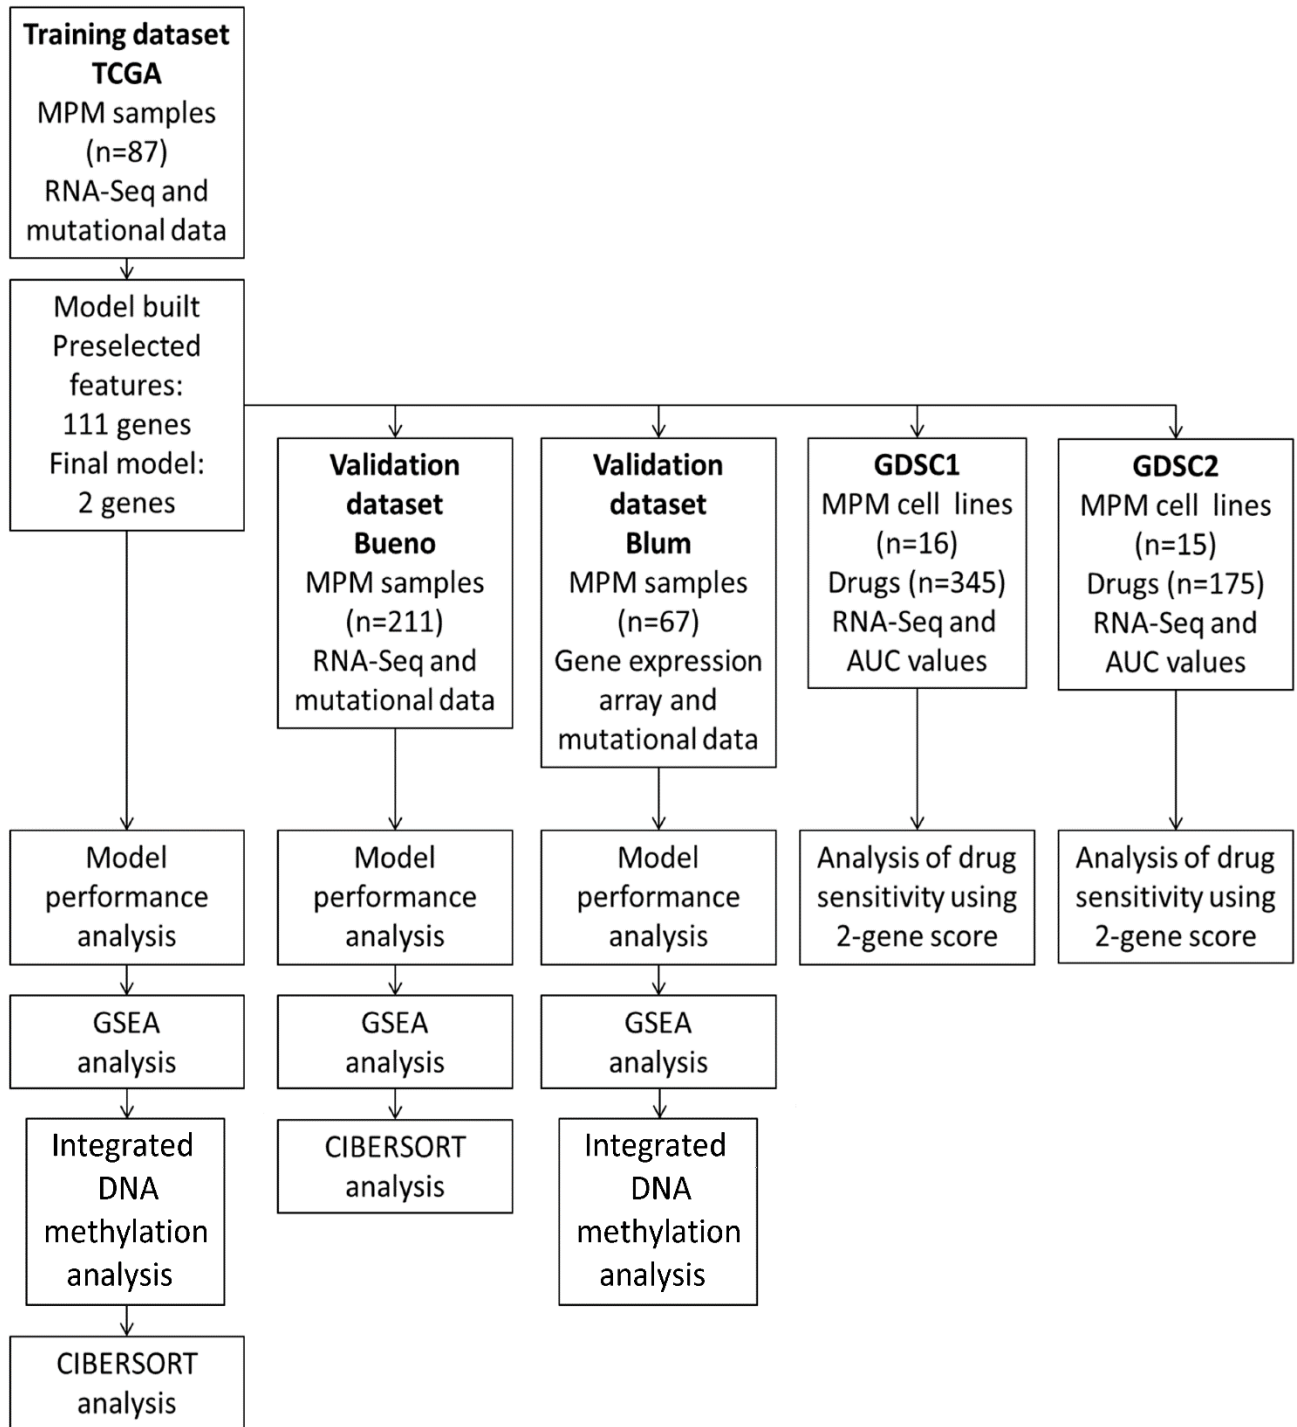 Training dataset
TCGA
MPM samples
(n=87)
RNA-Seq and
mutational data
Model built
Preselected
features:
111 genes
Final model:
2 genes
Validation
dataset
Bueno
MPM samples
(n=211)
RNA-Seq and
mutational data
Validation
dataset
Blum
MPM samples
(n=67)
Gene expression
array and
mutational data
GDSC1
MPM cell lines
(n=16)
Drugs (n=345)
RNA-Seq and
AUC values
GDSC2
MPM cell lines
(n=15)
Drugs (n=175)
RNA-Seq and
AUC values
Model
performance
analysis
Model
performance
analysis
Model
performance
analysis
Analysis of drug
sensitivity using
2-gene score
Analysis of drug
sensitivity using
2-gene score
GSEA
analysis
GSEA
analysis
GSEA
analysis
Integrated
DNA
methylation
analysis
CIBERSORT
analysis
Integrated
DNA
methylation
analysis
CIBERSORT
analysis